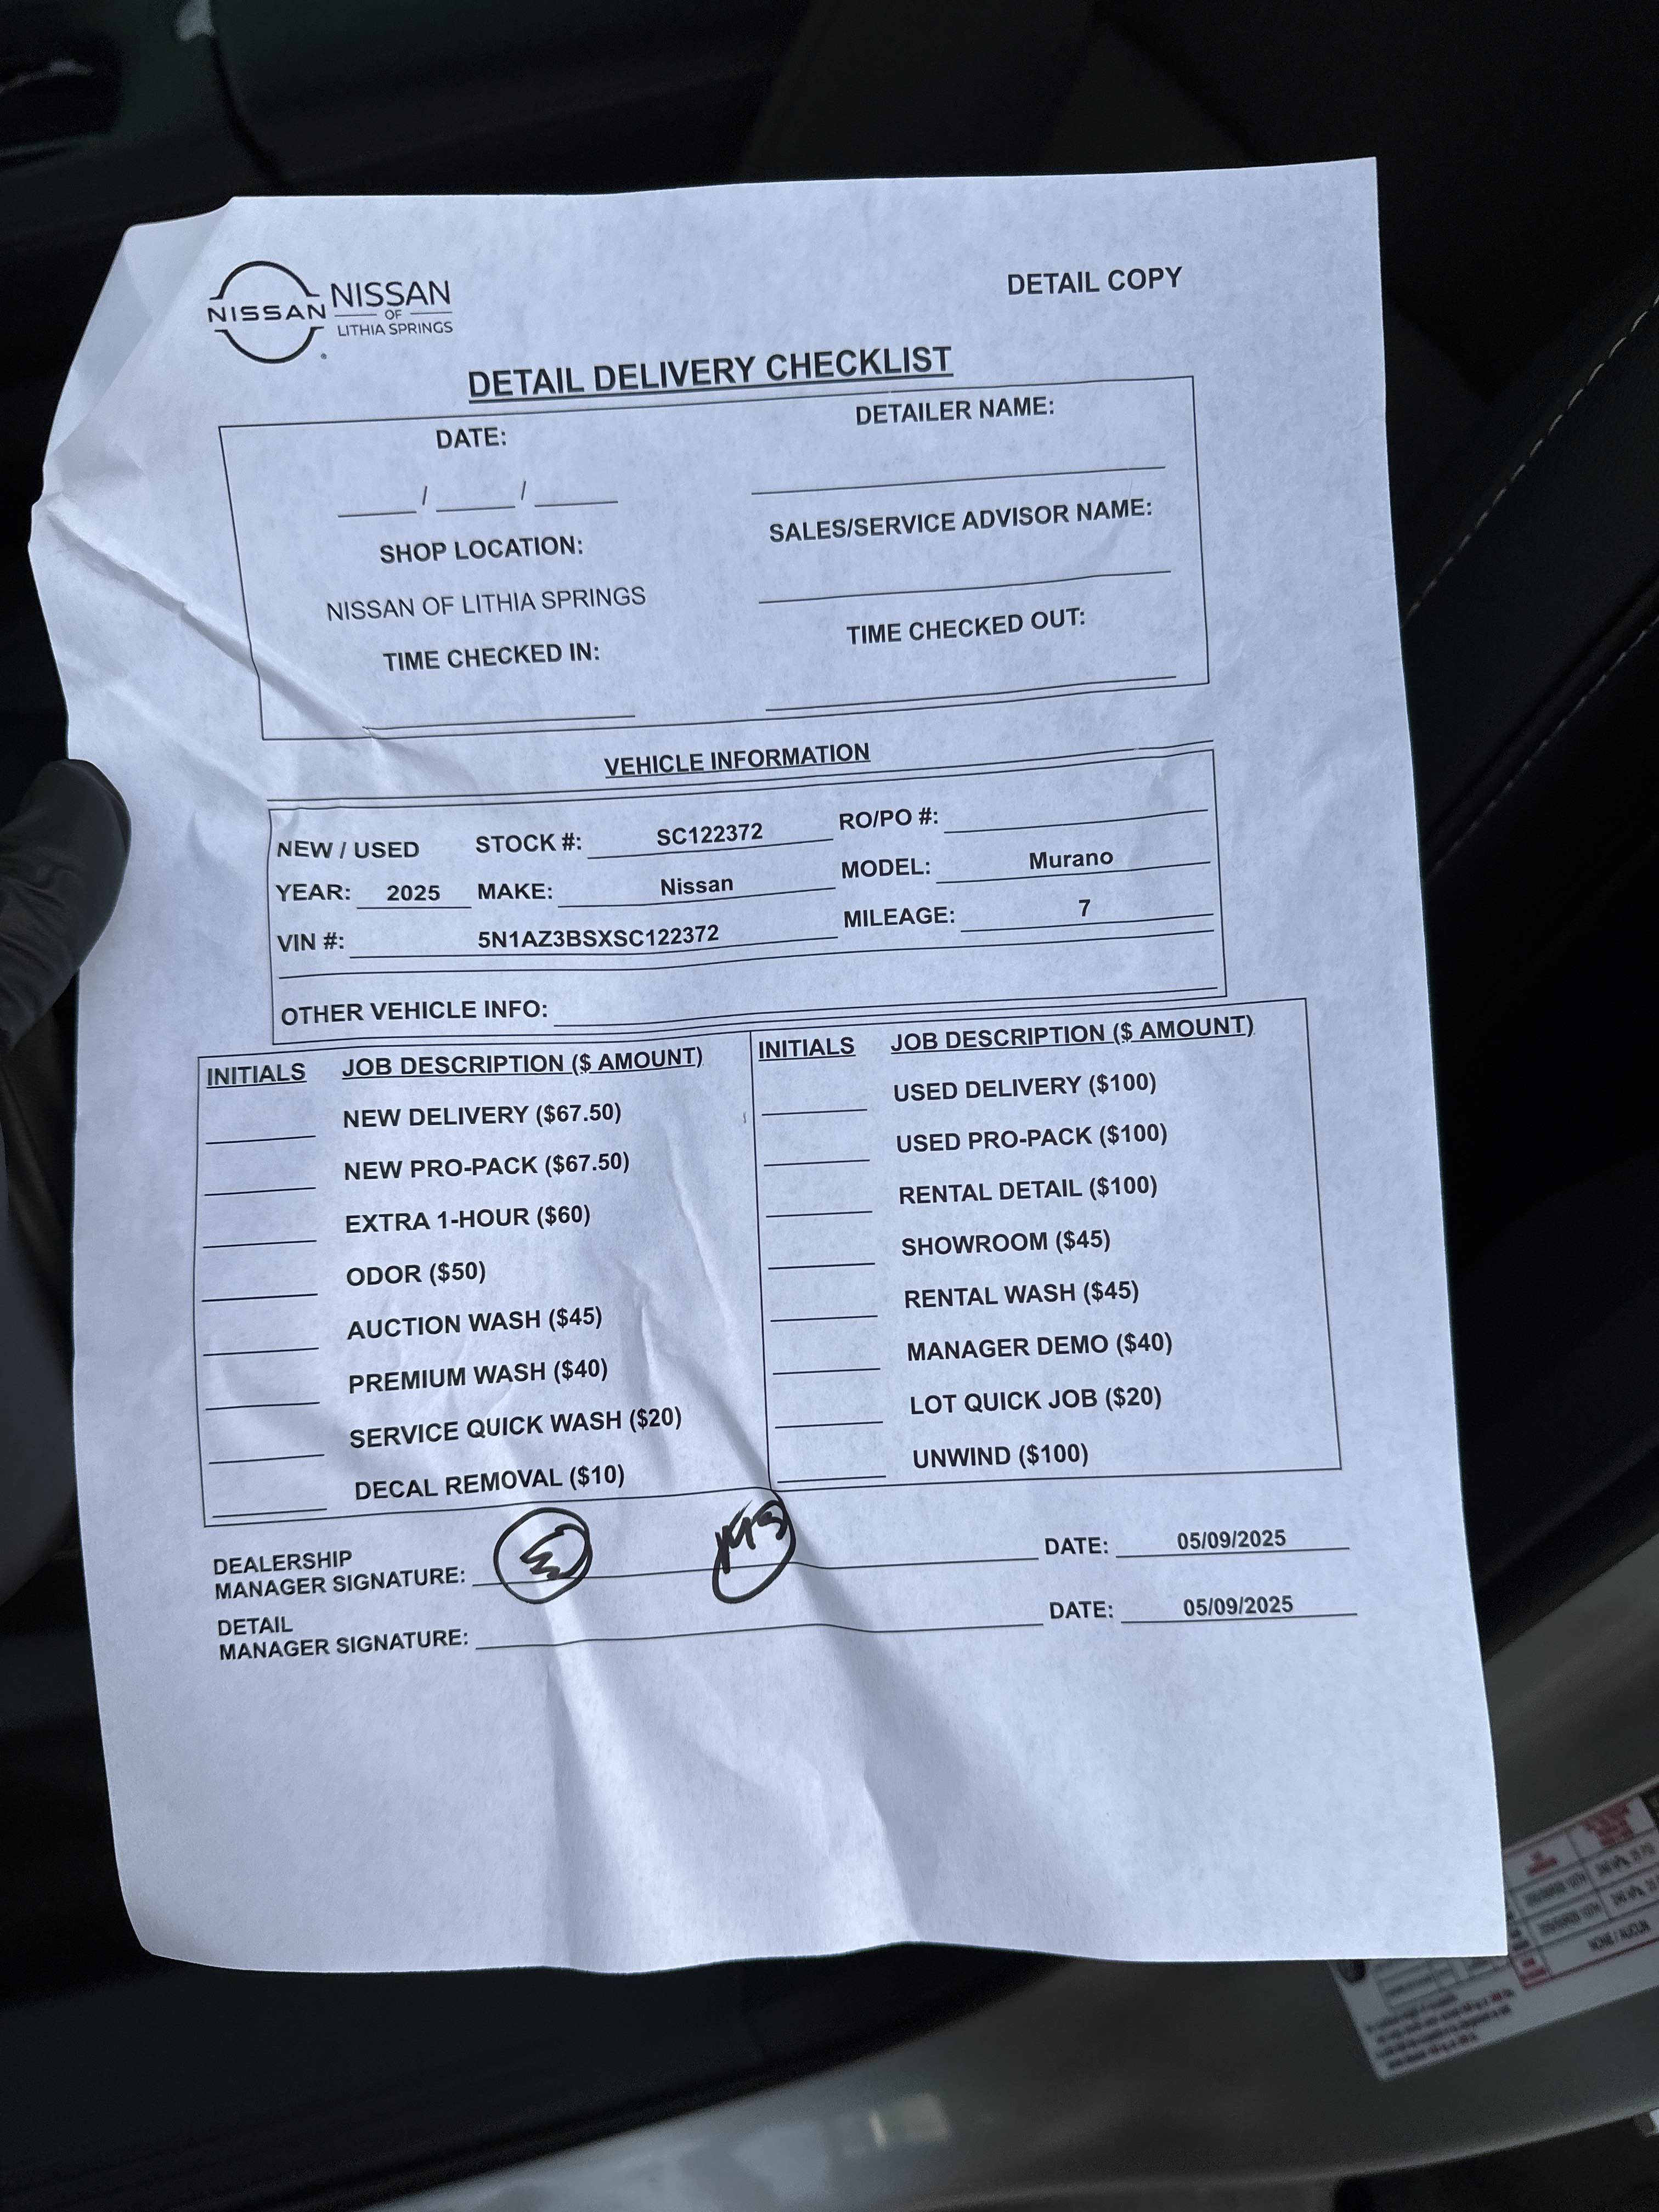 NISSAN
NISSAN
OF
LITHIA SPRINGS
DETAIL COPY
DETAIL DELIVERY CHECKLIST
DATE:
____ / ____ / ____
SHOP LOCATION:
NISSAN OF LITHIA SPRINGS
TIME CHECKED IN:
DETAILER NAME:
SALES/SERVICE ADVISOR NAME:
TIME CHECKED OUT:
VEHICLE INFORMATION
NEW / USED STOCK #: SC122372 RO/PO #:
YEAR: 2025 MAKE: Nissan MODEL: Murano
VIN #: 5N1AZ3BSXSC122372 MILEAGE: 7
OTHER VEHICLE INFO:
INITIALS JOB DESCRIPTION ($ AMOUNT)
NEW DELIVERY ($67.50)
NEW PRO-PACK ($67.50)
EXTRA 1-HOUR ($60)
ODOR ($50)
AUCTION WASH ($45)
PREMIUM WASH ($40)
SERVICE QUICK WASH ($20)
DECAL REMOVAL ($10)
INITIALS JOB DESCRIPTION ($ AMOUNT)
USED DELIVERY ($100)
USED PRO-PACK ($100)
RENTAL DETAIL ($100)
SHOWROOM ($45)
RENTAL WASH ($45)
MANAGER DEMO ($40)
LOT QUICK JOB ($20)
UNWIND ($100)
DEALERSHIP
MANAGER SIGNATURE: DATE: 05/09/2025
DETAIL
MANAGER SIGNATURE: DATE: 05/09/2025